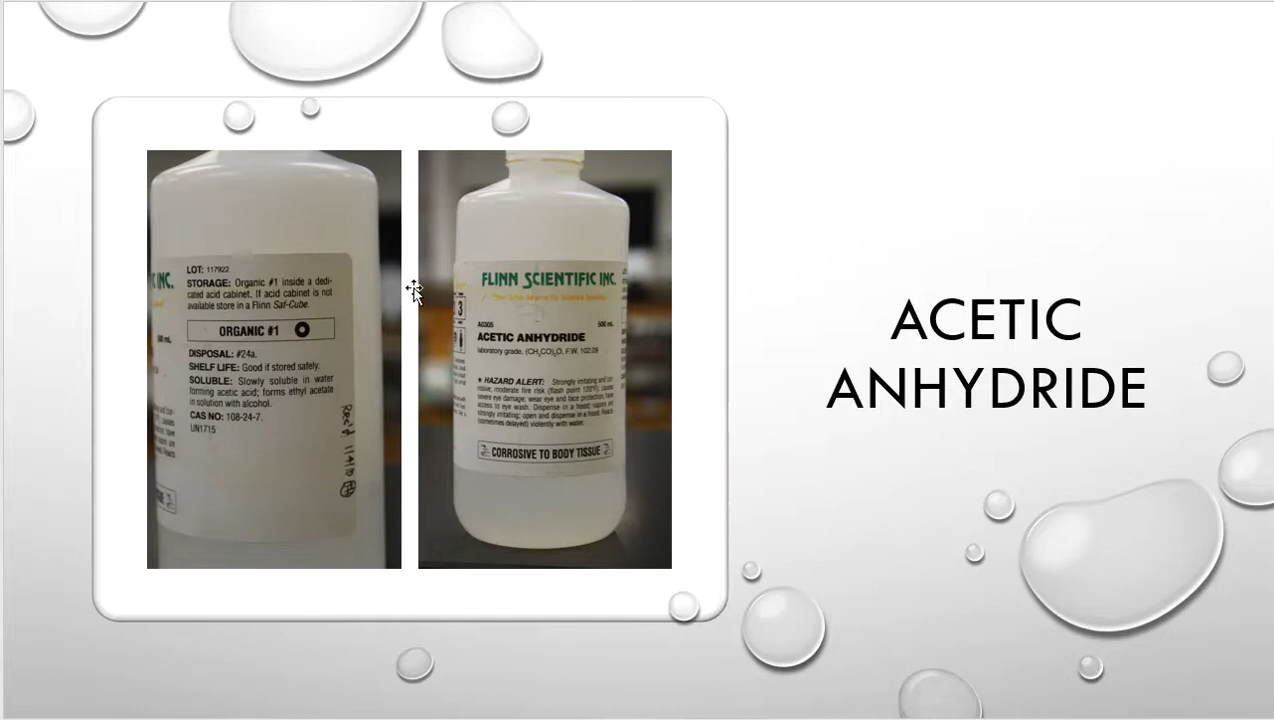 C INC.
LOT: 117922
STORAGE: Organic #1 inside a dedi-
cated acid cabinet. If acid cabinet is not
available store in a Flinn Saf-Cube.
ORGANIC #1
DISPOSAL: #24a.
SHELF LIFE: Good if stored safely.
SOLUBLE: Slowly soluble in water
forming acetic acid; forms ethyl acetate
in solution with alcohol.
CAS NO: 108-24-7.
UN1715
Rec'd
FLINN SCIENTIFIC INC.
A0305 500 mL
ACETIC ANHYDRIDE
laboratory grade, (CH3CO)2O, F.W. 102.09
★ HAZARD ALERT: Strongly irritating and cor-
rosive; moderate fire risk (flash point 120°F); causes
severe eye damage; wear eye and face protection, have
access to eye wash. Dispense in a hood; vapors are
strongly irritating; open and dispense in a hood. Reacts
(sometimes delayed) violently with water.
CORROSIVE TO BODY TISSUE
3
ACETIC
ANHYDRIDE